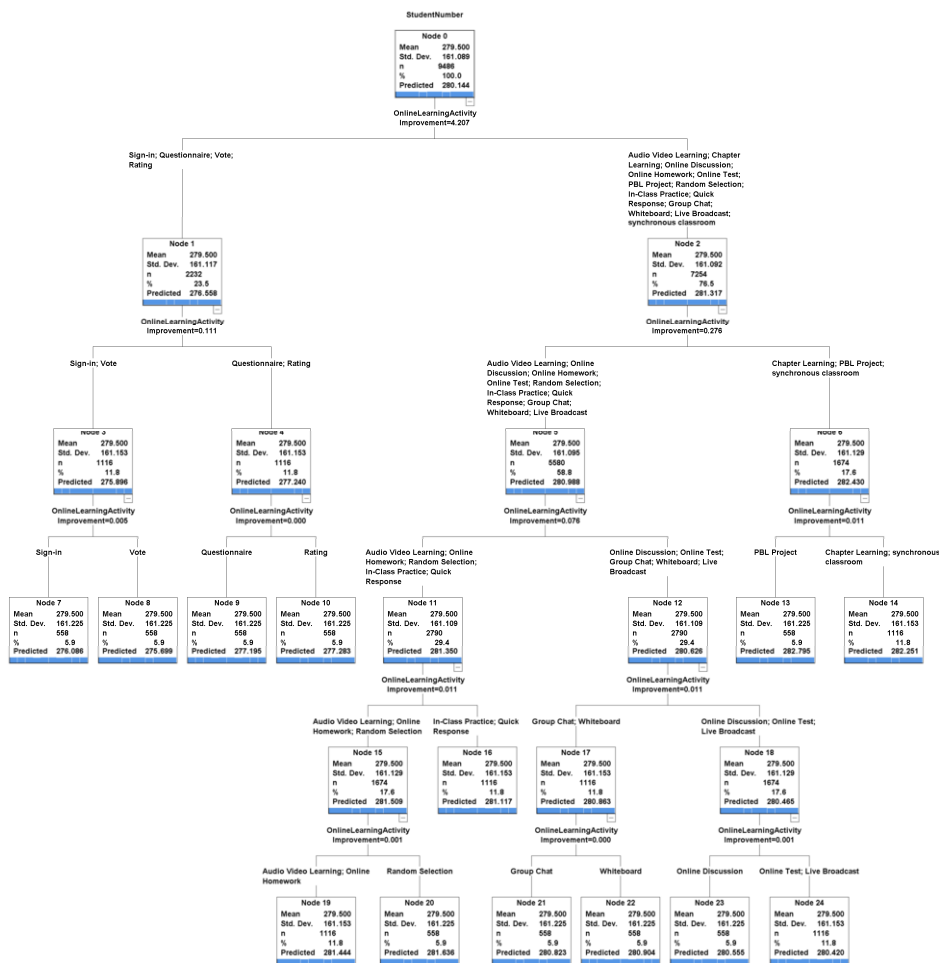 StudentNumber
Node 0
Mean 279.500
Std. Dev. 161.089
n 9486
% 100.0
Predicted 280.144
OnlineLearningActivity
Improvement=4.207
Sign-in; Questionnaire; Vote;
Rating
Audio Video Learning; Chapter
Learning; Online Discussion;
Online Homework; Online Test;
PBL Project; Random Selection;
In-Class Practice; Quick
Response; Group Chat;
Whiteboard; Live Broadcast;
synchronous classroom
Node 1
Mean 279.500
Std. Dev. 161.117
n 2232
% 23.5
Predicted 276.558
OnlineLearningActivity
Improvement=0.111
Node 2
Mean 279.500
Std. Dev. 161.092
n 7254
% 76.5
Predicted 281.317
OnlineLearningActivity
Improvement=0.276
Sign-in; Vote
Questionnaire; Rating
Audio Video Learning; Online
Discussion; Online Homework;
Online Test; Random Selection;
In-Class Practice; Quick
Response; Group Chat;
Whiteboard; Live Broadcast
Chapter Learning; PBL Project;
synchronous classroom
Node 3
Mean 279.500
Std. Dev. 161.153
n 1116
% 11.8
Predicted 275.896
OnlineLearningActivity
Improvement=0.005
Node 4
Mean 279.500
Std. Dev. 161.153
n 1116
% 11.8
Predicted 277.240
OnlineLearningActivity
Improvement=0.000
Node 5
Mean 279.500
Std. Dev. 161.095
n 5580
% 58.8
Predicted 280.988
OnlineLearningActivity
Improvement=0.076
Node 6
Mean 279.500
Std. Dev. 161.129
n 1674
% 17.6
Predicted 282.430
OnlineLearningActivity
Improvement=0.011
Sign-in
Vote
Questionnaire
Rating
Audio Video Learning; Online
Homework; Random Selection;
In-Class Practice; Quick
Response
Online Discussion; Online Test;
Group Chat; Whiteboard; Live
Broadcast
PBL Project
Chapter Learning; synchronous
classroom
Node 7
Mean 279.500
Std. Dev. 161.225
n 558
% 5.9
Predicted 276.086
Node 8
Mean 279.500
Std. Dev. 161.225
n 558
% 5.9
Predicted 275.699
Node 9
Mean 279.500
Std. Dev. 161.225
n 558
% 5.9
Predicted 277.195
Node 10
Mean 279.500
Std. Dev. 161.225
n 558
% 5.9
Predicted 277.283
Node 11
Mean 279.500
Std. Dev. 161.109
n 2790
% 29.4
Predicted 281.350
OnlineLearningActivity
Improvement=0.011
Node 12
Mean 279.500
Std. Dev. 161.109
n 2790
% 29.4
Predicted 280.626
OnlineLearningActivity
Improvement=0.011
Node 13
Mean 279.500
Std. Dev. 161.225
n 558
% 5.9
Predicted 282.795
Node 14
Mean 279.500
Std. Dev. 161.153
n 1116
% 11.8
Predicted 282.251
Audio Video Learning; Online
Homework; Random Selection
In-Class Practice; Quick
Response
Group Chat; Whiteboard
Online Discussion; Online Test;
Live Broadcast
Node 15
Mean 279.500
Std. Dev. 161.129
n 1674
% 17.6
Predicted 281.509
OnlineLearningActivity
Improvement=0.001
Node 16
Mean 279.500
Std. Dev. 161.153
n 1116
% 11.8
Predicted 281.117
Node 17
Mean 279.500
Std. Dev. 161.153
n 1116
% 11.8
Predicted 280.863
OnlineLearningActivity
Improvement=0.000
Node 18
Mean 279.500
Std. Dev. 161.129
n 1674
% 17.6
Predicted 280.465
OnlineLearningActivity
Improvement=0.001
Audio Video Learning; Online
Homework
Random Selection
Group Chat
Whiteboard
Online Discussion
Online Test; Live Broadcast
Node 19
Mean 279.500
Std. Dev. 161.153
n 1116
% 11.8
Predicted 281.444
Node 20
Mean 279.500
Std. Dev. 161.225
n 558
% 5.9
Predicted 281.636
Node 21
Mean 279.500
Std. Dev. 161.225
n 558
% 5.9
Predicted 280.823
Node 22
Mean 279.500
Std. Dev. 161.225
n 558
% 5.9
Predicted 280.904
Node 23
Mean 279.500
Std. Dev. 161.225
n 558
% 5.9
Predicted 280.555
Node 24
Mean 279.500
Std. Dev. 161.153
n 1116
% 11.8
Predicted 280.420